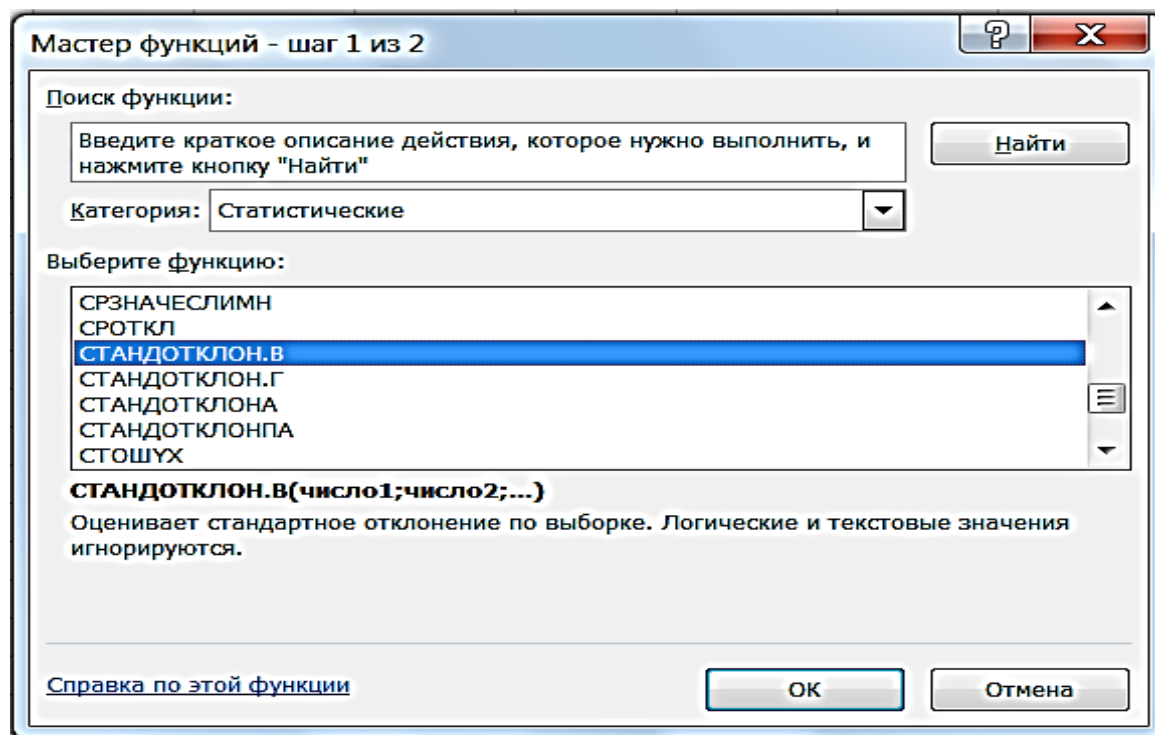 Мастер функций - шаг 1 из 2
Поиск функции:
Введите краткое описание действия, которое нужно выполнить, и
нажмите кнопку "Найти"
Найти
Категория: Статистические
Выберите функцию:
СРЗНАЧЕСЛИМН
СРОТКЛ
СТАНДОТКЛОН.В
СТАНДОТКЛОН.Г
СТАНДОТКЛОНА
СТАНДОТКЛОНПА
СТОШYX
СТАНДОТКЛОН.В(число1;число2;...)
Оценивает стандартное отклонение по выборке. Логические и текстовые значения
игнорируются.
Справка по этой функции
ОК
Отмена